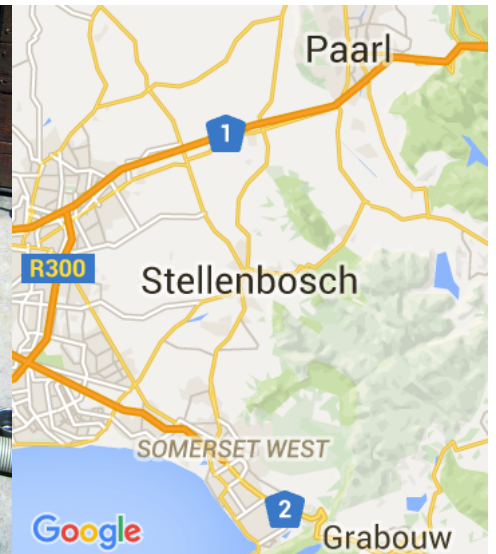 Paarl
1
R300
Stellenbosch
SOMERSET WEST
2
Google
Grabouw